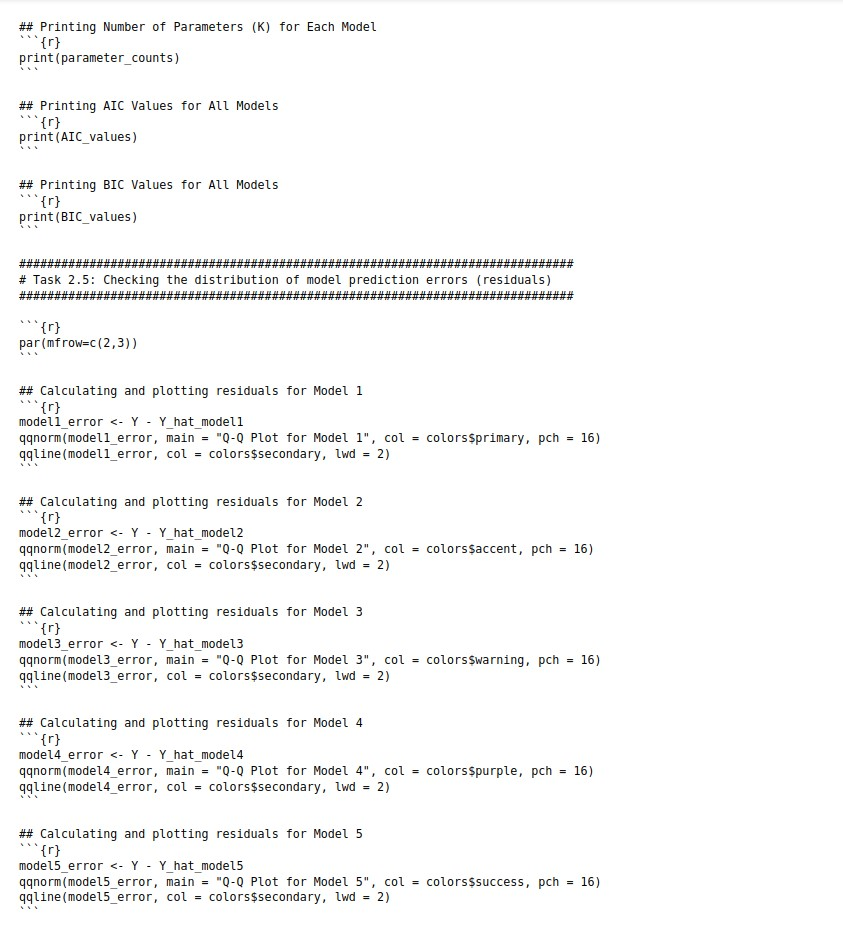 ## Printing Number of Parameters (K) for Each Model
```{r}
print(parameter_counts)
```
## Printing AIC Values for All Models
```{r}
print(AIC_values)
```
## Printing BIC Values for All Models
```{r}
print(BIC_values)
```
###############################################################################
# Task 2.5: Checking the distribution of model prediction errors (residuals)
###############################################################################
```{r}
par(mfrow=c(2,3))
```
## Calculating and plotting residuals for Model 1
```{r}
model1_error <- Y - Y_hat_model1
qqnorm(model1_error, main = "Q-Q Plot for Model 1", col = colors$primary, pch = 16)
qqline(model1_error, col = colors$secondary, lwd = 2)
```
## Calculating and plotting residuals for Model 2
```{r}
model2_error <- Y - Y_hat_model2
qqnorm(model2_error, main = "Q-Q Plot for Model 2", col = colors$accent, pch = 16)
qqline(model2_error, col = colors$secondary, lwd = 2)
```
## Calculating and plotting residuals for Model 3
```{r}
model3_error <- Y - Y_hat_model3
qqnorm(model3_error, main = "Q-Q Plot for Model 3", col = colors$warning, pch = 16)
qqline(model3_error, col = colors$secondary, lwd = 2)
```
## Calculating and plotting residuals for Model 4
```{r}
model4_error <- Y - Y_hat_model4
qqnorm(model4_error, main = "Q-Q Plot for Model 4", col = colors$purple, pch = 16)
qqline(model4_error, col = colors$secondary, lwd = 2)
```
## Calculating and plotting residuals for Model 5
```{r}
model5_error <- Y - Y_hat_model5
qqnorm(model5_error, main = "Q-Q Plot for Model 5", col = colors$success, pch = 16)
qqline(model5_error, col = colors$secondary, lwd = 2)
```